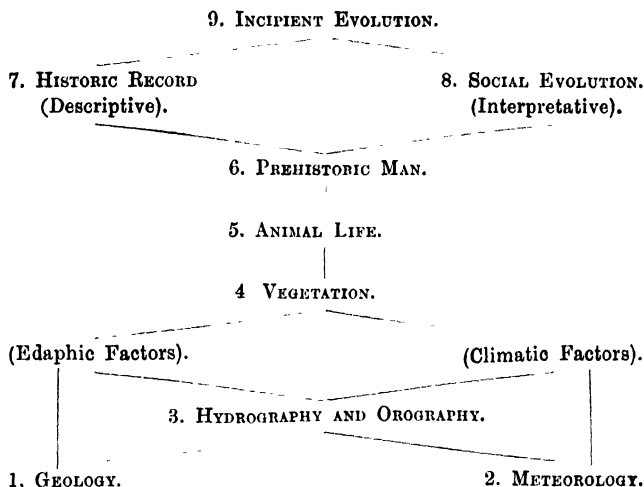 9. INCIPIENT EVOLUTION.
7. HISTORIC RECORD
(Descriptive).
8. SOCIAL EVOLUTION.
(Interpretative).
6. PREHISTORIC MAN.
5. ANIMAL LIFE.
4 VEGETATION.
(Edaphic Factors).
(Climatic Factors).
3. HYDROGRAPHY AND OROGRAPHY.
1. GEOLOGY.
2. METEOROLOGY.